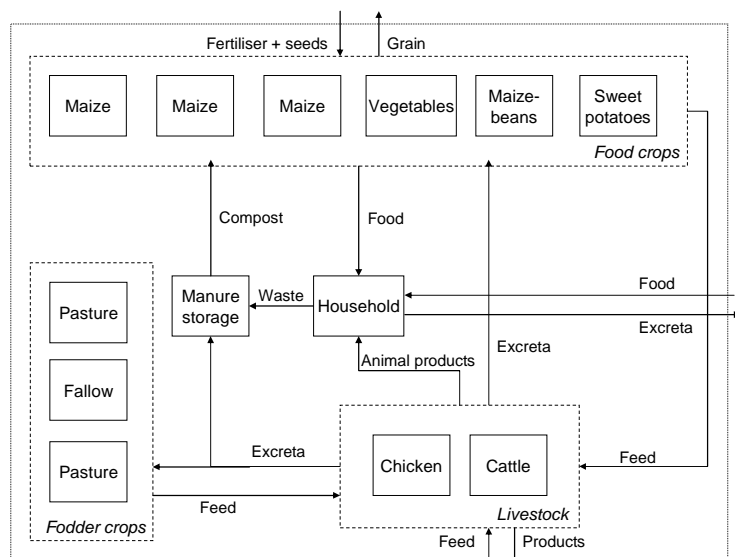 Fertiliser + seeds
Grain
Maize
Maize
Maize
Vegetables
Maize-
beans
Sweet
potatoes
Food crops
Compost
Food
Pasture
Manure
storage
Waste
Household
Food
Excreta
Fallow
Animal products
Excreta
Pasture
Excreta
Chicken
Cattle
Feed
Feed
Fodder crops
Livestock
Feed
Products